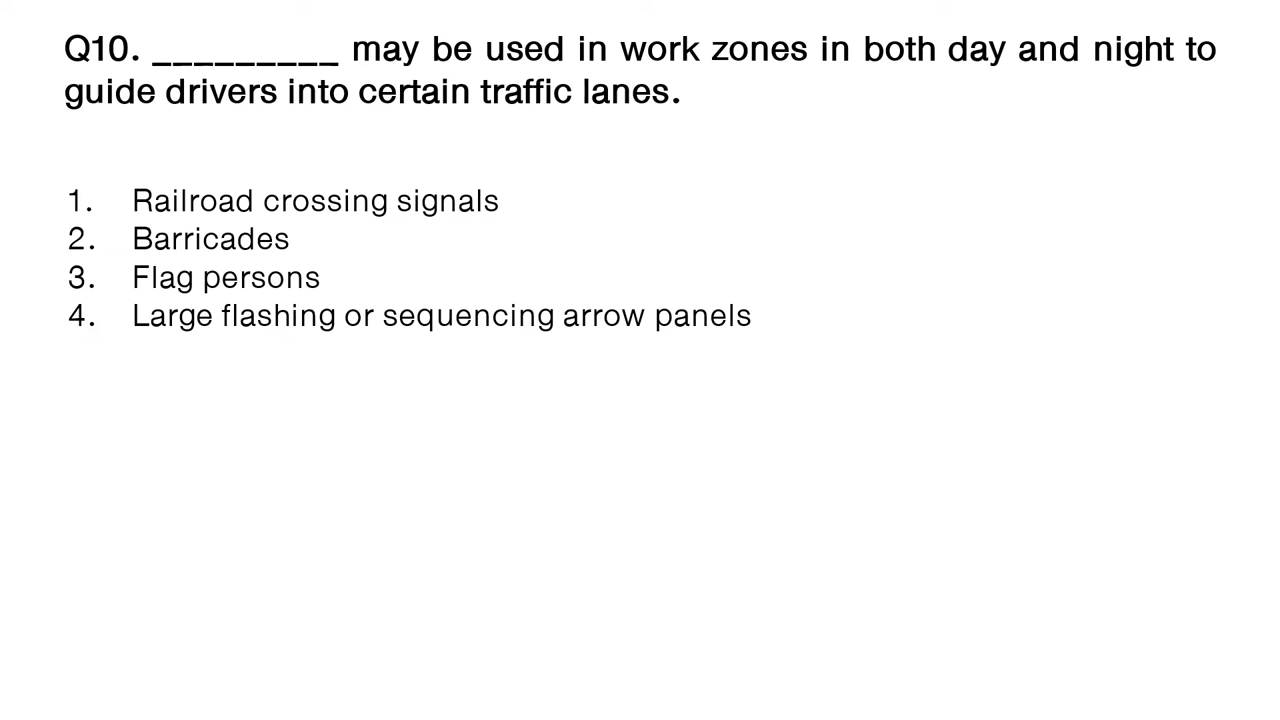 Q10. _________ may be used in work zones in both day and night to
guide drivers into certain traffic lanes.
1. Railroad crossing signals
2. Barricades
3. Flag persons
4. Large flashing or sequencing arrow panels